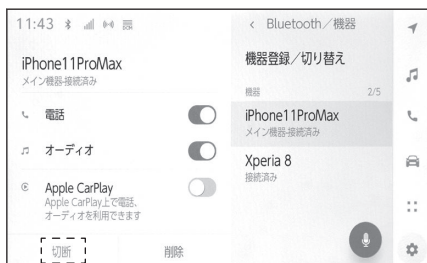 11:43
iPhone11ProMax
メイン機器-接続済み
電話
オーディオ
Apple CarPlay
Apple CarPlay上で電話、
オーディオを利用できます
切断
削除
Bluetooth／機器
機器登録／切り替え
機器 2/5
iPhone11ProMax
メイン機器-接続済み
Xperia 8
接続済み